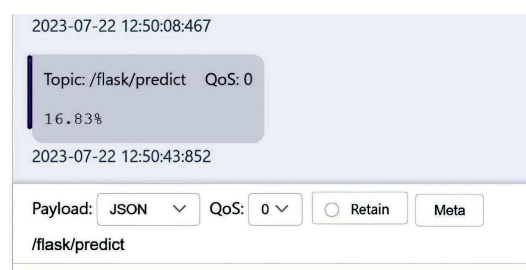 2023-07-22 12:50:08:467
Topic: /flask/predict QoS: 0
16.83%
2023-07-22 12:50:43:852
Payload: JSON QoS: 0 Retain Meta
/flask/predict